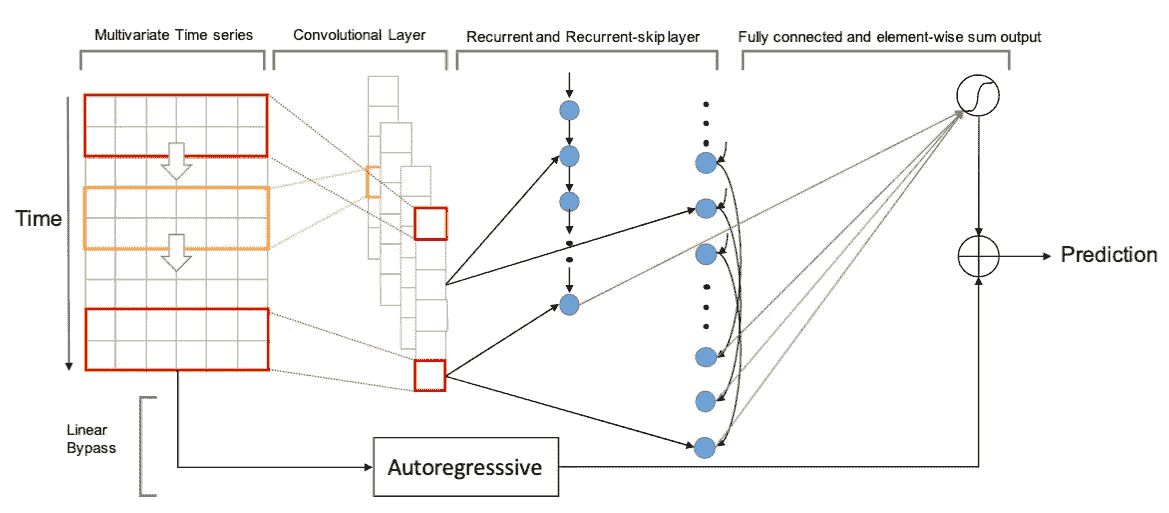 Multivariate Time series
Convolutional Layer
Recurrent and Recurrent-skip layer
Fully connected and element-wise sum output
Time
Prediction
Linear
Bypass
Autoregresssive